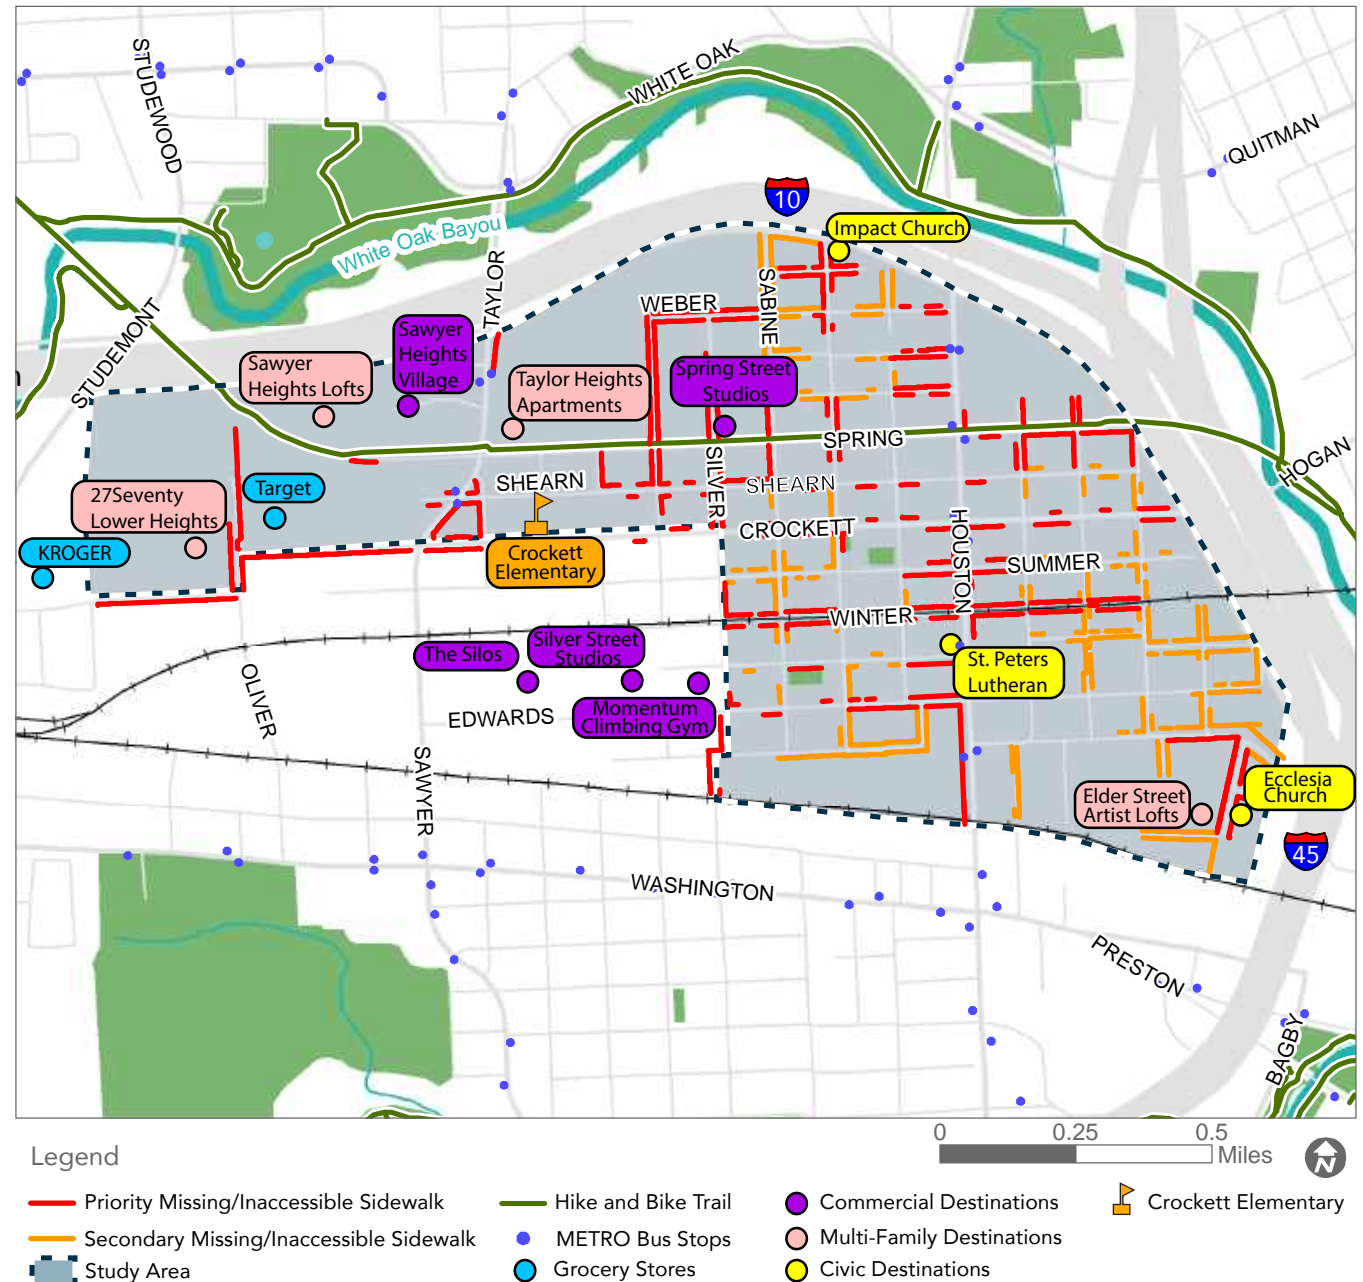 STUDEWOOD
WHITE OAK
QUITMAN
10
Impact Church
White Oak Bayou
TAYLOR
SABINE
WEBER
STUDEMONT
Sawyer
Heights
Village
Sawyer
Heights Lofts
Taylor Heights
Apartments
Spring Street
Studios
SPRING
HOGAN
SILVER
SHEARN
SHEARN
Target
27Seventy
Lower Heights
CROCKETT
HOUSTON
KROGER
Crockett
Elementary
SUMMER
WINTER
The Silos
Silver Street
Studios
St. Peters
Lutheran
OLIVER
EDWARDS
Momentum
Climbing Gym
SAWYER
Elder Street
Artist Lofts
Ecclesia
Church
45
WASHINGTON
PRESTON
BAGBY
0 0.25 0.5
Miles
N
Legend
Priority Missing/Inaccessible Sidewalk
Secondary Missing/Inaccessible Sidewalk
Study Area
Hike and Bike Trail
METRO Bus Stops
Grocery Stores
Commercial Destinations
Multi-Family Destinations
Civic Destinations
Crockett Elementary